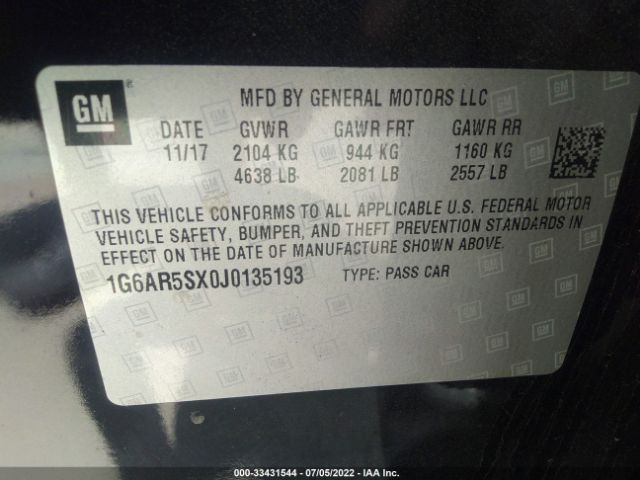 GM
®
MFD BY GENERAL MOTORS LLC
DATE GVWR GAWR FRT GAWR RR
11/17 2104 KG 944 KG 1160 KG
4638 LB 2081 LB 2557 LB
THIS VEHICLE CONFORMS TO ALL APPLICABLE U.S. FEDERAL MOTOR
VEHICLE SAFETY, BUMPER, AND THEFT PREVENTION STANDARDS IN
EFFECT ON THE DATE OF MANUFACTURE SHOWN ABOVE.
1G6AR5SX0J0135193 TYPE: PASS CAR
© - 33431544 - 07/05/2022 - IAA Inc.